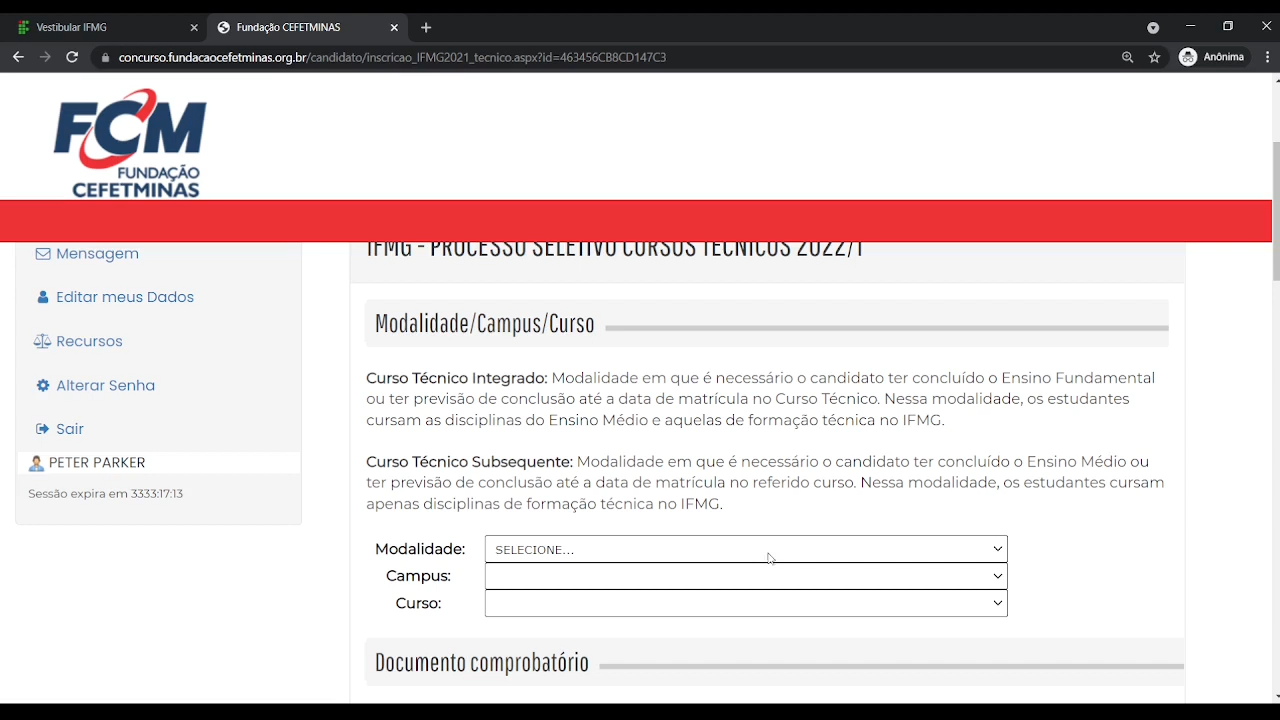 Vestibular IFMG
Fundação CEFETMINAS
concurso.fundacaocefetminas.org.br/candidato/inscricao_IFMG2021_tecnico.aspx?id=463456CB8CD147C3
Anônima
FCM
FUNDAÇÃO
CEFETMINAS
Mensagem
Editar meus Dados
Recursos
Alterar Senha
Sair
PETER PARKER
Sessão expira em 3333:17:13
IFMG - PROCESSO SELETIVO CURSOS TÉCNICOS 2022/1
Modalidade/Campus/Curso
Curso Técnico Integrado: Modalidade em que é necessário o candidato ter concluído o Ensino Fundamental
ou ter previsão de conclusão até a data de matrícula no Curso Técnico. Nessa modalidade, os estudantes
cursam as disciplinas do Ensino Médio e aquelas de formação técnica no IFMG.
Curso Técnico Subsequente: Modalidade em que é necessário o candidato ter concluído o Ensino Médio ou
ter previsão de conclusão até a data de matrícula no referido curso. Nessa modalidade, os estudantes cursam
apenas disciplinas de formação técnica no IFMG.
Modalidade: SELECIONE...
Campus:
Curso:
Documento comprobatório